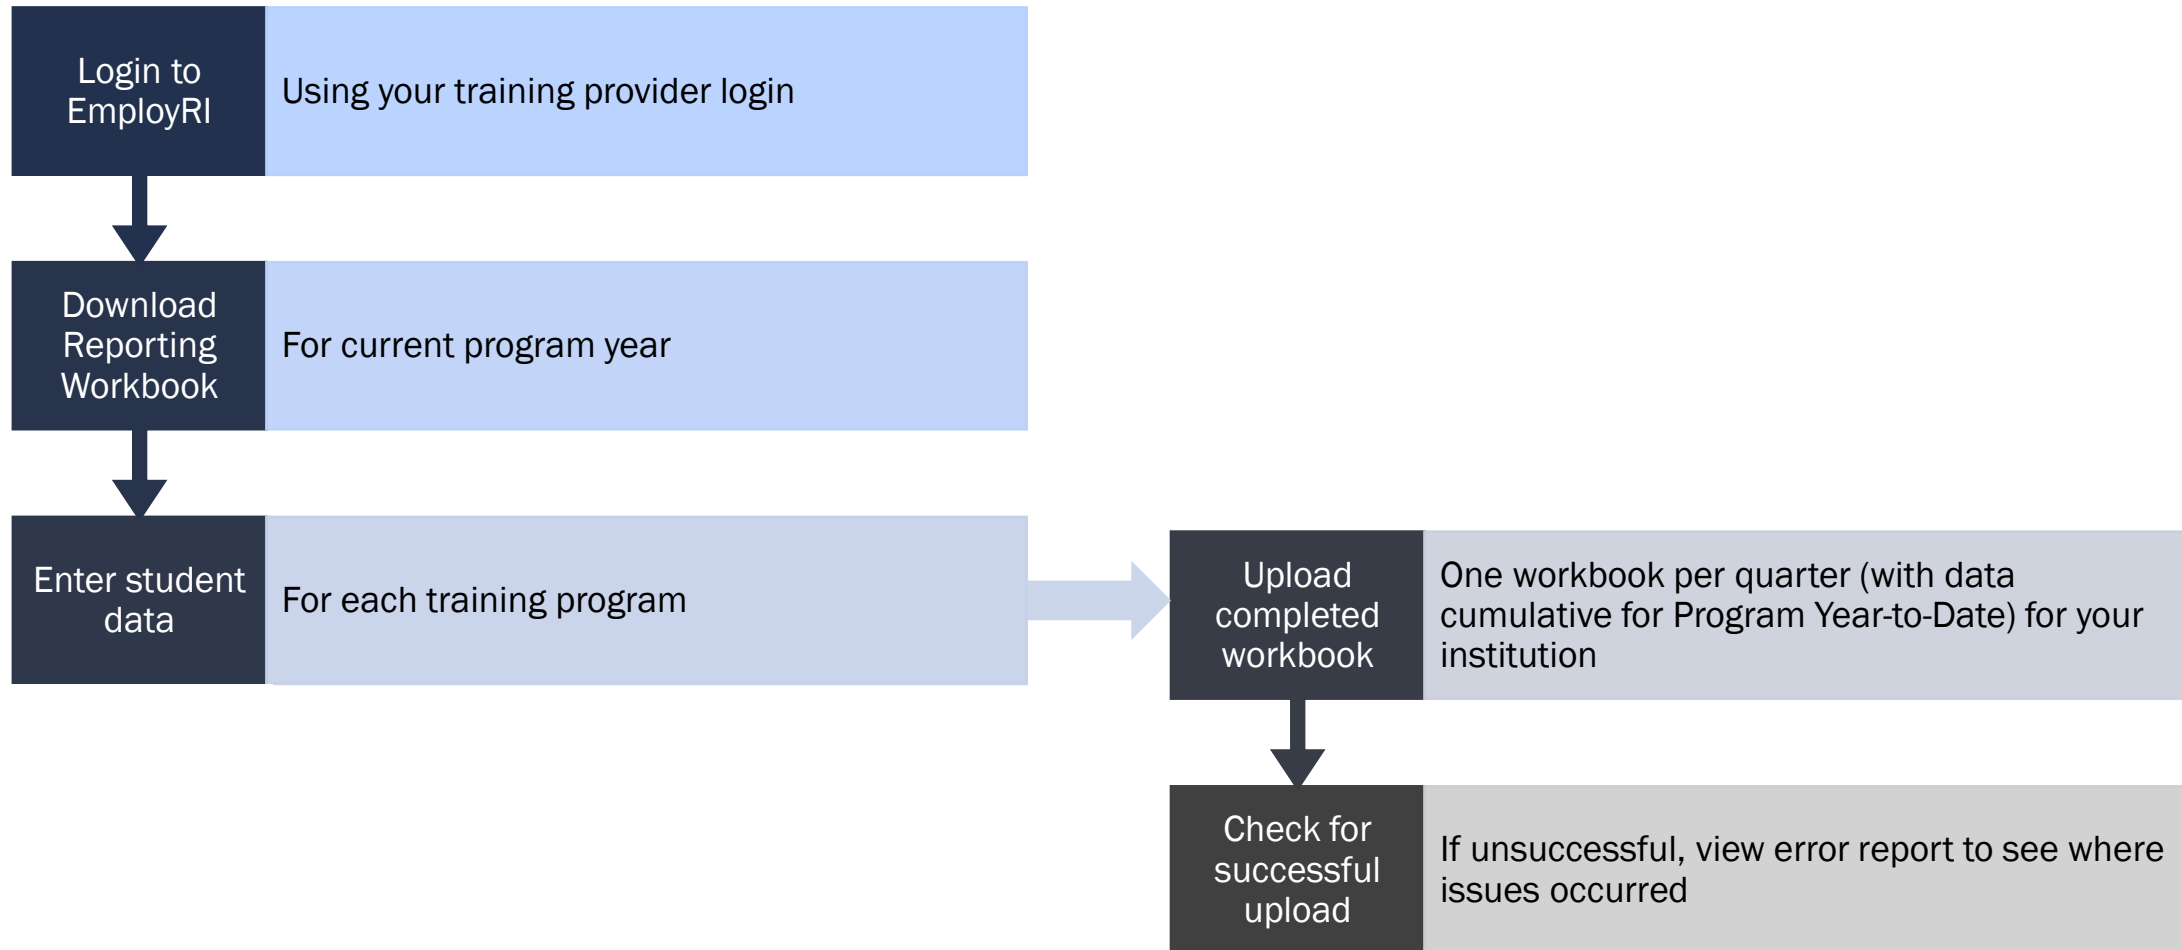 Login to
EmployRI
Using your training provider login
Download
Reporting
Workbook
For current program year
Enter student
data
For each training program
Upload
completed
workbook
One workbook per quarter (with data
cumulative for Program Year-to-Date) for your
institution
Check for
successful
upload
If unsuccessful, view error report to see where
issues occurred